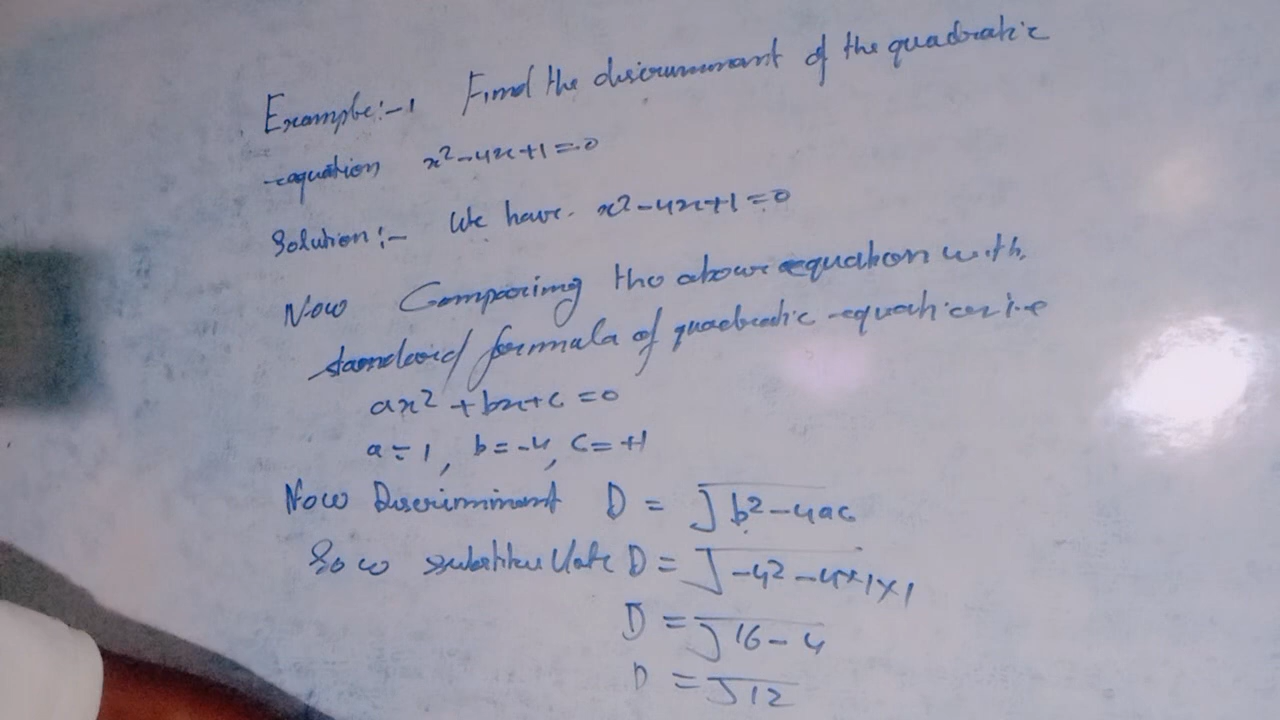 Example:-1 Find the discriminant of the quadratic
equation x²-4x+1=0
Solution:- We have x²-4x+1=0
Now Comparing the above equation with
standard formula of quadratic equation i.e
ax²+bx+c=0
a=1, b=-4, c=+1
Now Discriminant D = √b²-4ac
So D = √-4²-4×1×1
D = √16-4
D = √12